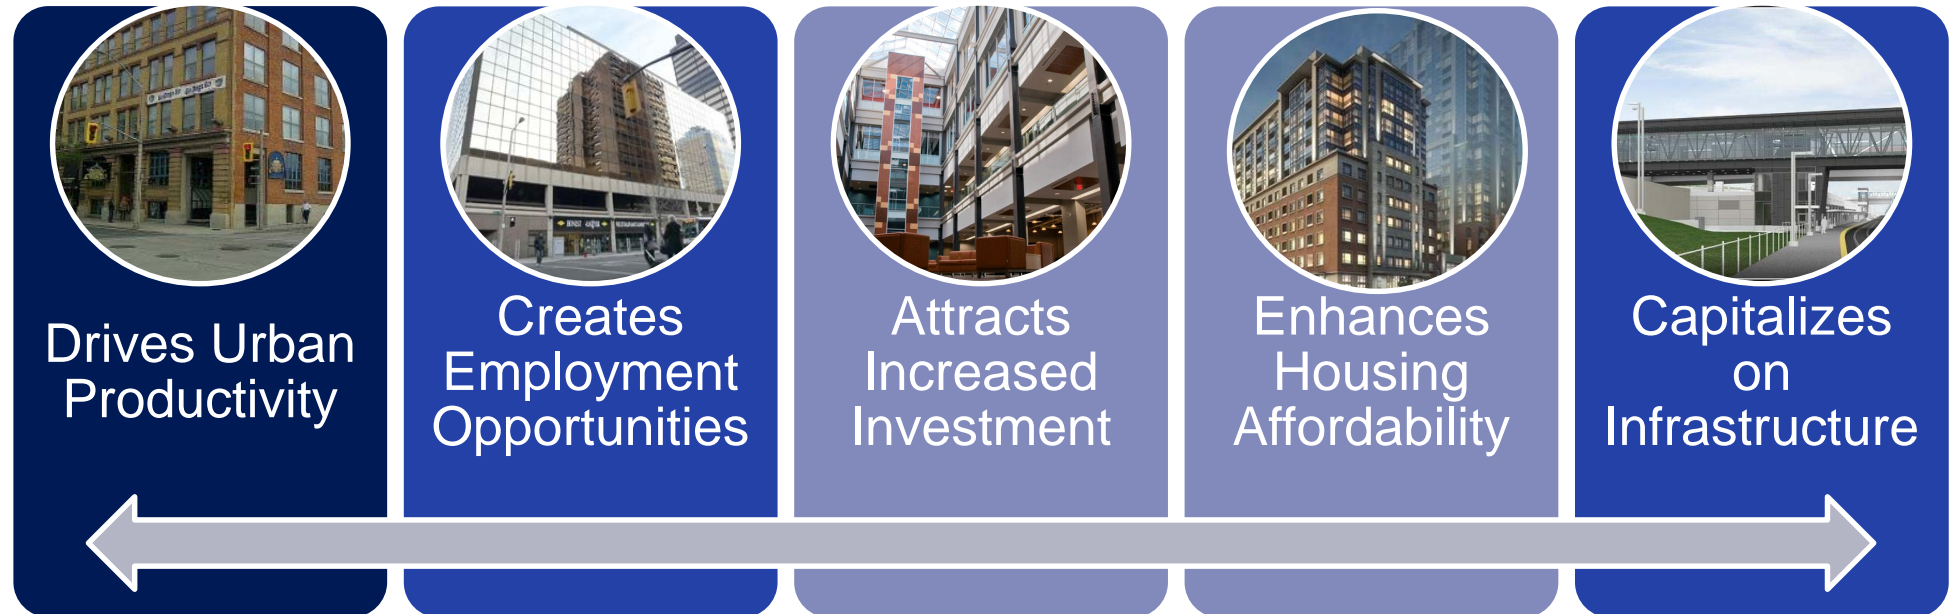 Drives Urban
Productivity
Creates
Employment
Opportunities
Attracts
Increased
Investment
Enhances
Housing
Affordability
Capitalizes
on
Infrastructure